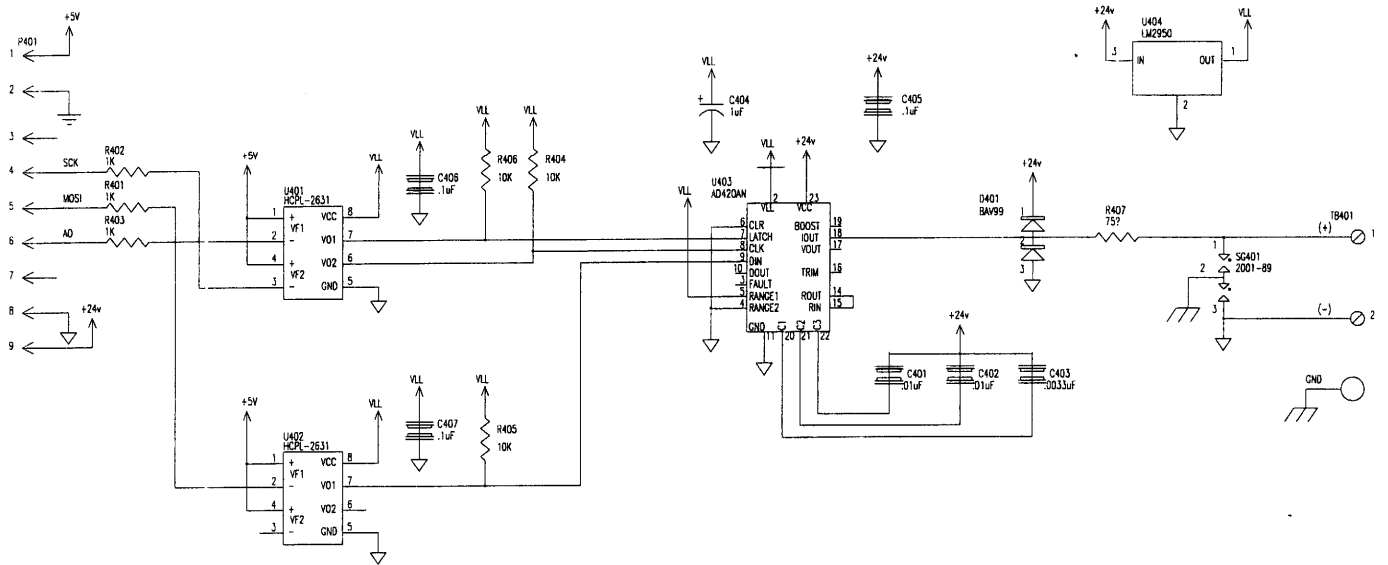 +5V
P401
1
2
3
4 SCK R402 1K
5 MOSI R401 1K
6 AO R403 1K
7
8
9
+24v
+5V
U401
HCPL-2631
1 + VCC 8
VF1
2 - VO1 7
4 + VO2 6
VF2
3 - GND 5
VLL
VLL
C406
.1uF
VLL
R406
10K
VLL
R404
10K
+5V
U402
HCPL-2631
1 + VCC 8
VF1
2 - VO1 7
4 + VO2 6
VF2
3 - GND 5
VLL
VLL
C407
.1uF
VLL
R405
10K
VLL
+
C404
1uF
+24v
C405
.1uF
VLL
VLL
+24v
U403
AD420AN
2 23
VLL VCC
6 CLR BOOST 19
7 LATCH IOUT 18
8 CLK VOUT 17
9 DIN
10 DOUT TRIM 16
3 FAULT
5 RANGE1 ROUT 14
4 RANGE2 RIN 15
GND C1 C2 C3
11 20 21 22
+24v
C401
.01uF
C402
.01uF
C403
.0033uF
+24v
D401
BAV99
1
2
3
R407
75?
+24v
U404
LM2950
VLL
3 IN OUT 1
2
TB401
(+) 1
1
SG401
2001-89
2
3
(-) 2
GND